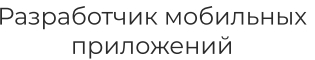 Разработчик мобильных
приложений